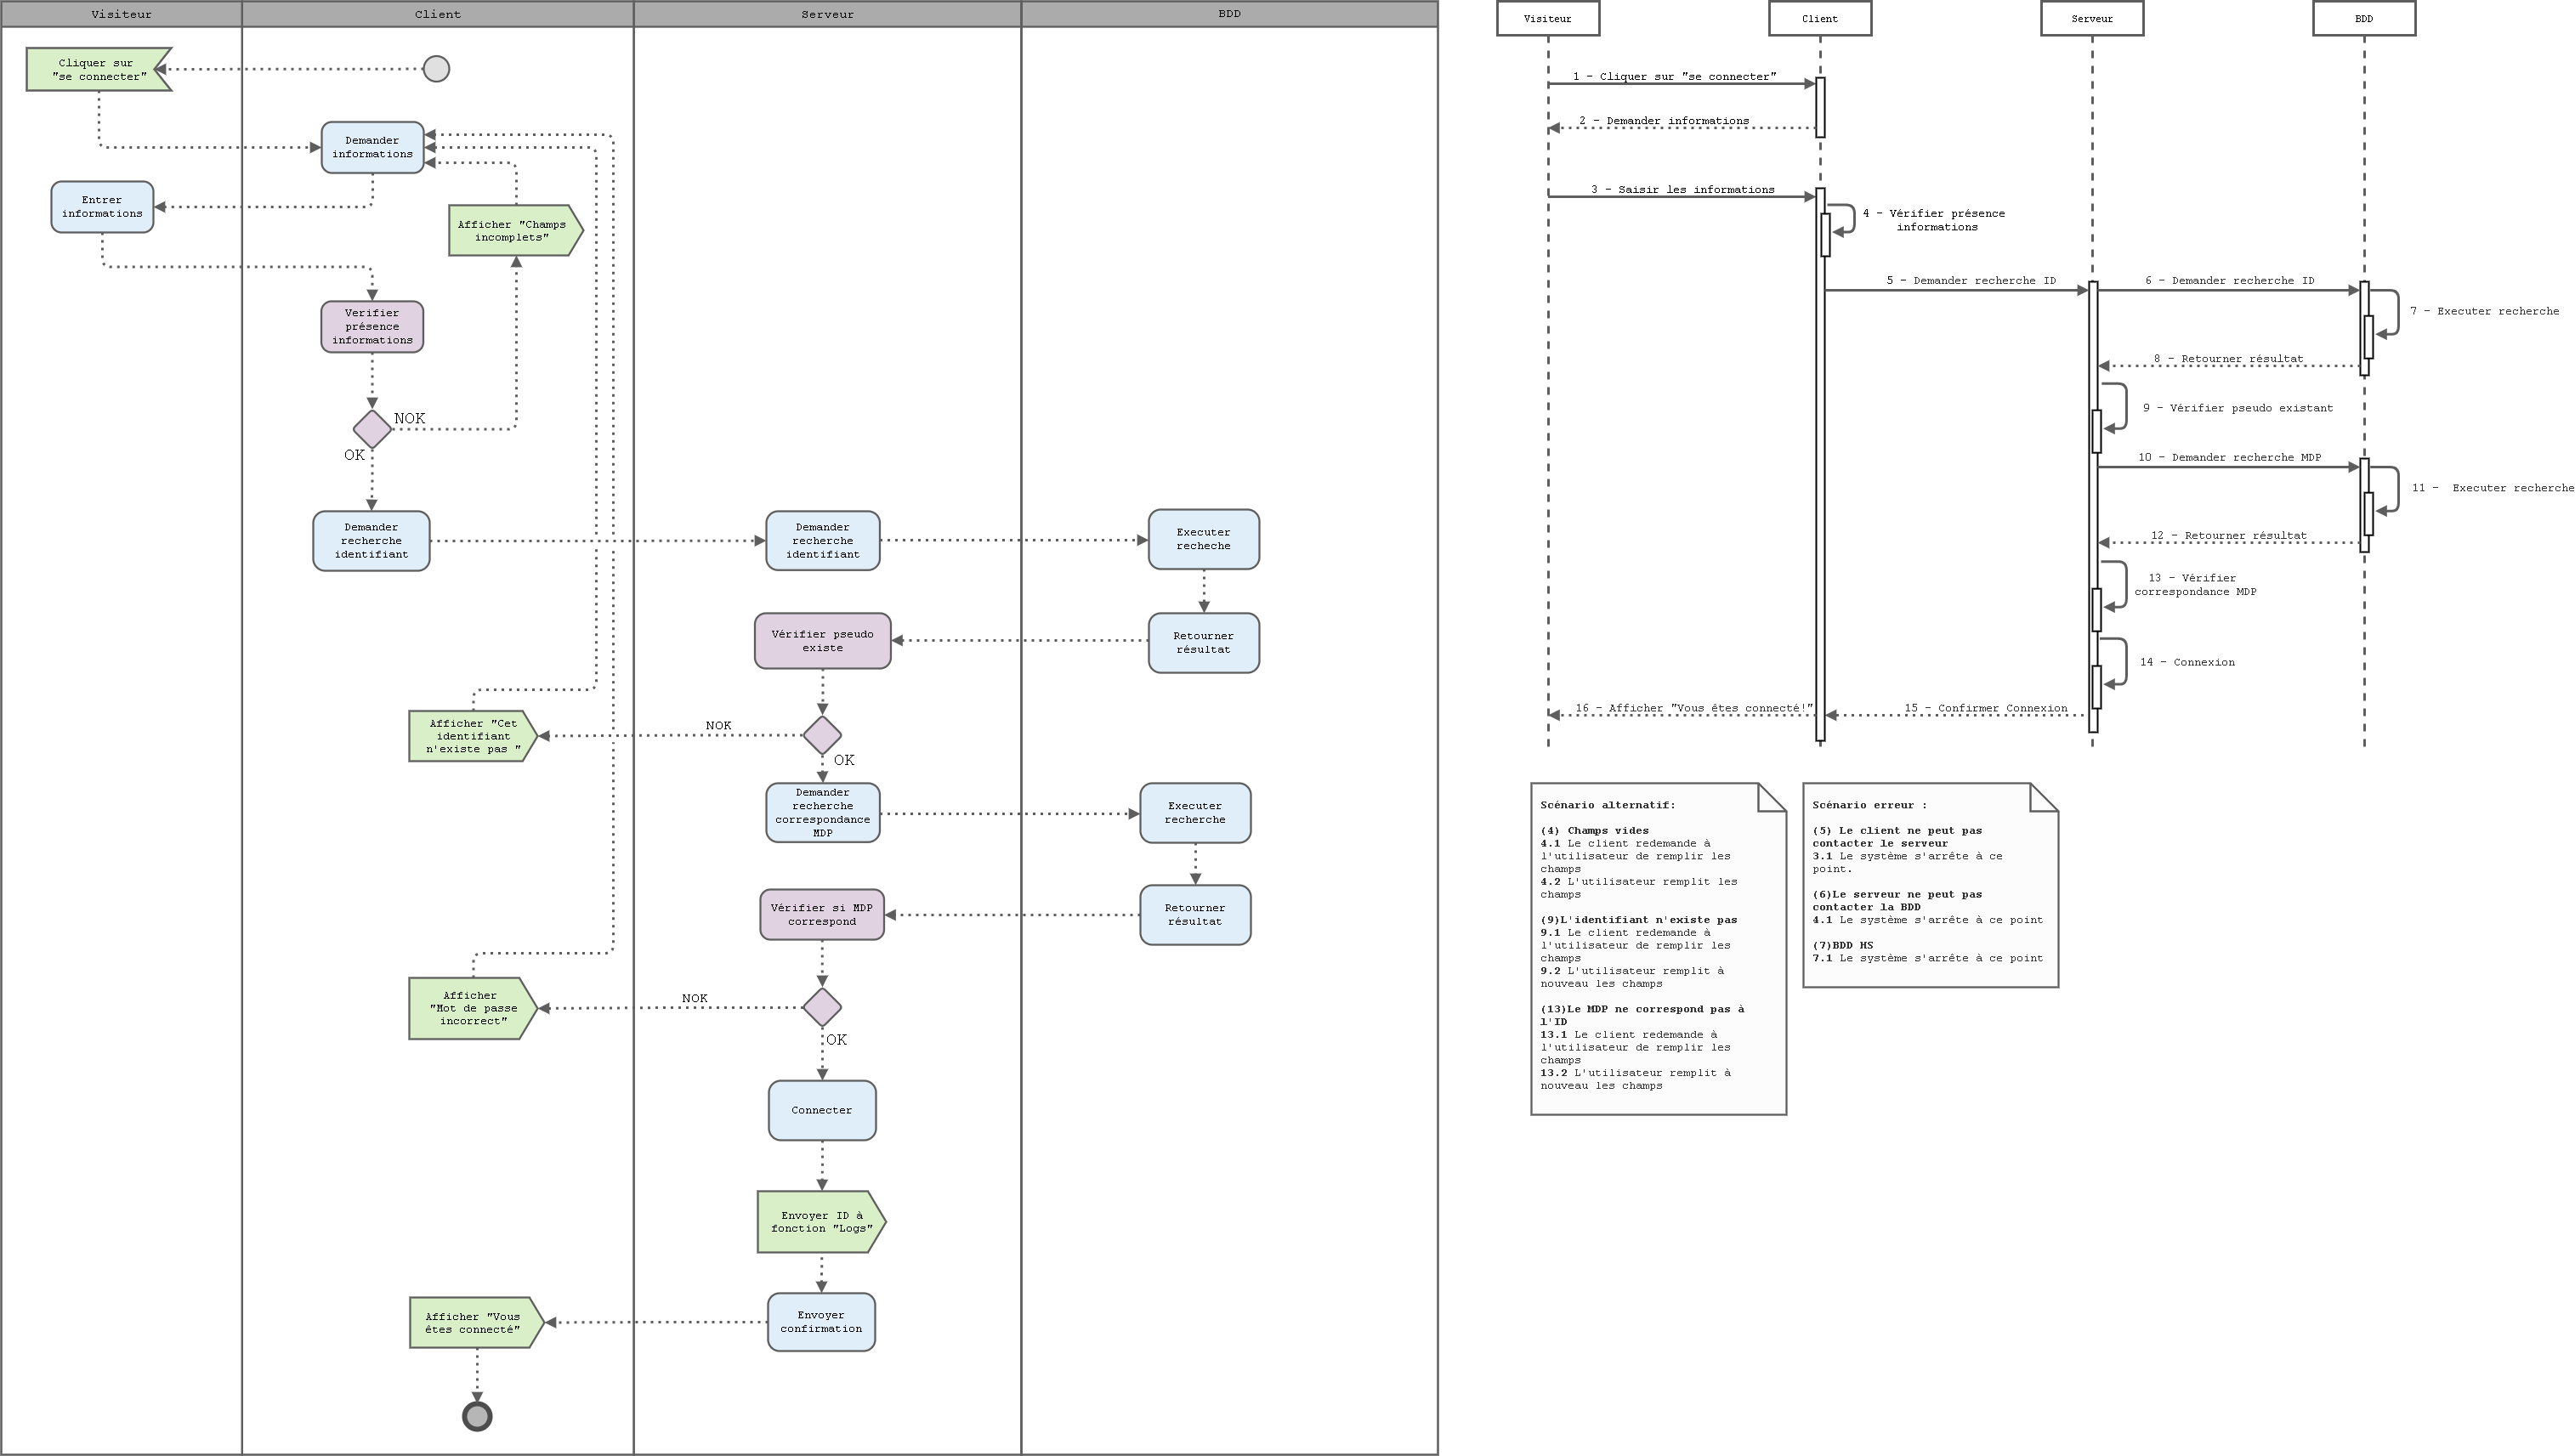 Visiteur
Client
Serveur
BDD
Cliquer sur
"se connecter"
Demander
informations
Entrer
informations
Afficher "Champs
incomplets"
Verifier
présence
informations
NOK
OK
Demander
recherche
identifiant
Demander
recherche
identifiant
Executer
recheche
Vérifier pseudo
existe
Retourner
résultat
Afficher "Cet
identifiant
n'existe pas "
NOK
OK
Demander
recherche
correspondance
MDP
Executer
recherche
Vérifier si MDP
correspond
Retourner
résultat
Afficher
"Mot de passe
incorrect"
NOK
OK
Connecter
Envoyer ID à
fonction "Logs"
Afficher "Vous
êtes connecté"
Envoyer
confirmation
Visiteur
Client
Serveur
BDD
1 - Cliquer sur "se connecter"
2 - Demander informations
3 - Saisir les informations
4 - Vérifier présence
informations
5 - Demander recherche ID
6 - Demander recherche ID
7 - Executer recherche
8 - Retourner résultat
9 - Vérifier pseudo existant
10 - Demander recherche MDP
11 -  Executer recherche
12 - Retourner résultat
13 - Vérifier
correspondance MDP
14 - Connexion
16 - Afficher "Vous êtes connecté!"
15 - Confirmer Connexion
Scénario alternatif:
(4) Champs vides
4.1 Le client redemande à
l'utilisateur de remplir les
champs
4.2 L'utilisateur remplit les
champs
(9)L'identifiant n'existe pas
9.1 Le client redemande à
l'utilisateur de remplir les
champs
9.2 L'utilisateur remplit à
nouveau les champs
(13)Le MDP ne correspond pas à
l'ID
13.1 Le client redemande à
l'utilisateur de remplir les
champs
13.2 L'utilisateur remplit à
nouveau les champs
Scénario erreur :
(5) Le client ne peut pas
contacter le serveur
3.1 Le système s'arrête à ce
point.
(6)Le serveur ne peut pas
contacter la BDD
4.1 Le système s'arrête à ce point
(7)BDD HS
7.1 Le système s'arrête à ce point